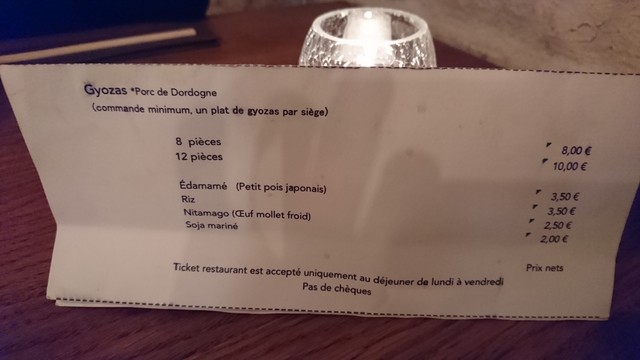 Gyozas *Porc de Dordogne
(commande minimum, un plat de gyozas par siège)
8 pièces 8,00 €
12 pièces 10,00 €
Édamamé (Petit pois japonais) 3,50 €
Riz 3,50 €
Nitamago (Œuf mollet froid) 2,50 €
Soja mariné 2,00 €
Prix nets
Ticket restaurant est accepté uniquement au déjeuner de lundi à vendredi
Pas de chèques